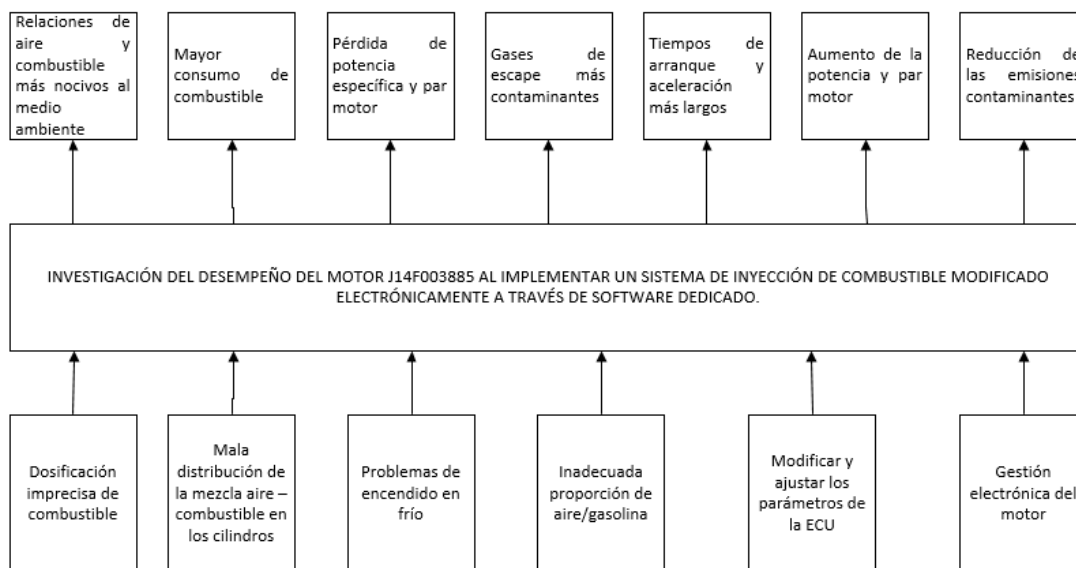 Relaciones de
aire y
combustible
más nocivos al
medio
ambiente
Mayor
consumo de
combustible
Pérdida de
potencia
específica y par
motor
Gases de
escape más
contaminantes
Tiempos de
arranque y
aceleración
más largos
Aumento de la
potencia y par
motor
Reducción de
las emisiones
contaminantes
INVESTIGACIÓN DEL DESEMPEÑO DEL MOTOR J14F003885 AL IMPLEMENTAR UN SISTEMA DE INYECCIÓN DE COMBUSTIBLE MODIFICADO
ELECTRÓNICAMENTE A TRAVÉS DE SOFTWARE DEDICADO.
Dosificación
imprecisa de
combustible
Mala
distribución de
la mezcla aire –
combustible en
los cilindros
Problemas de
encendido en
frío
Inadecuada
proporción de
aire/gasolina
Modificar y
ajustar los
parámetros de
la ECU
Gestión
electrónica del
motor